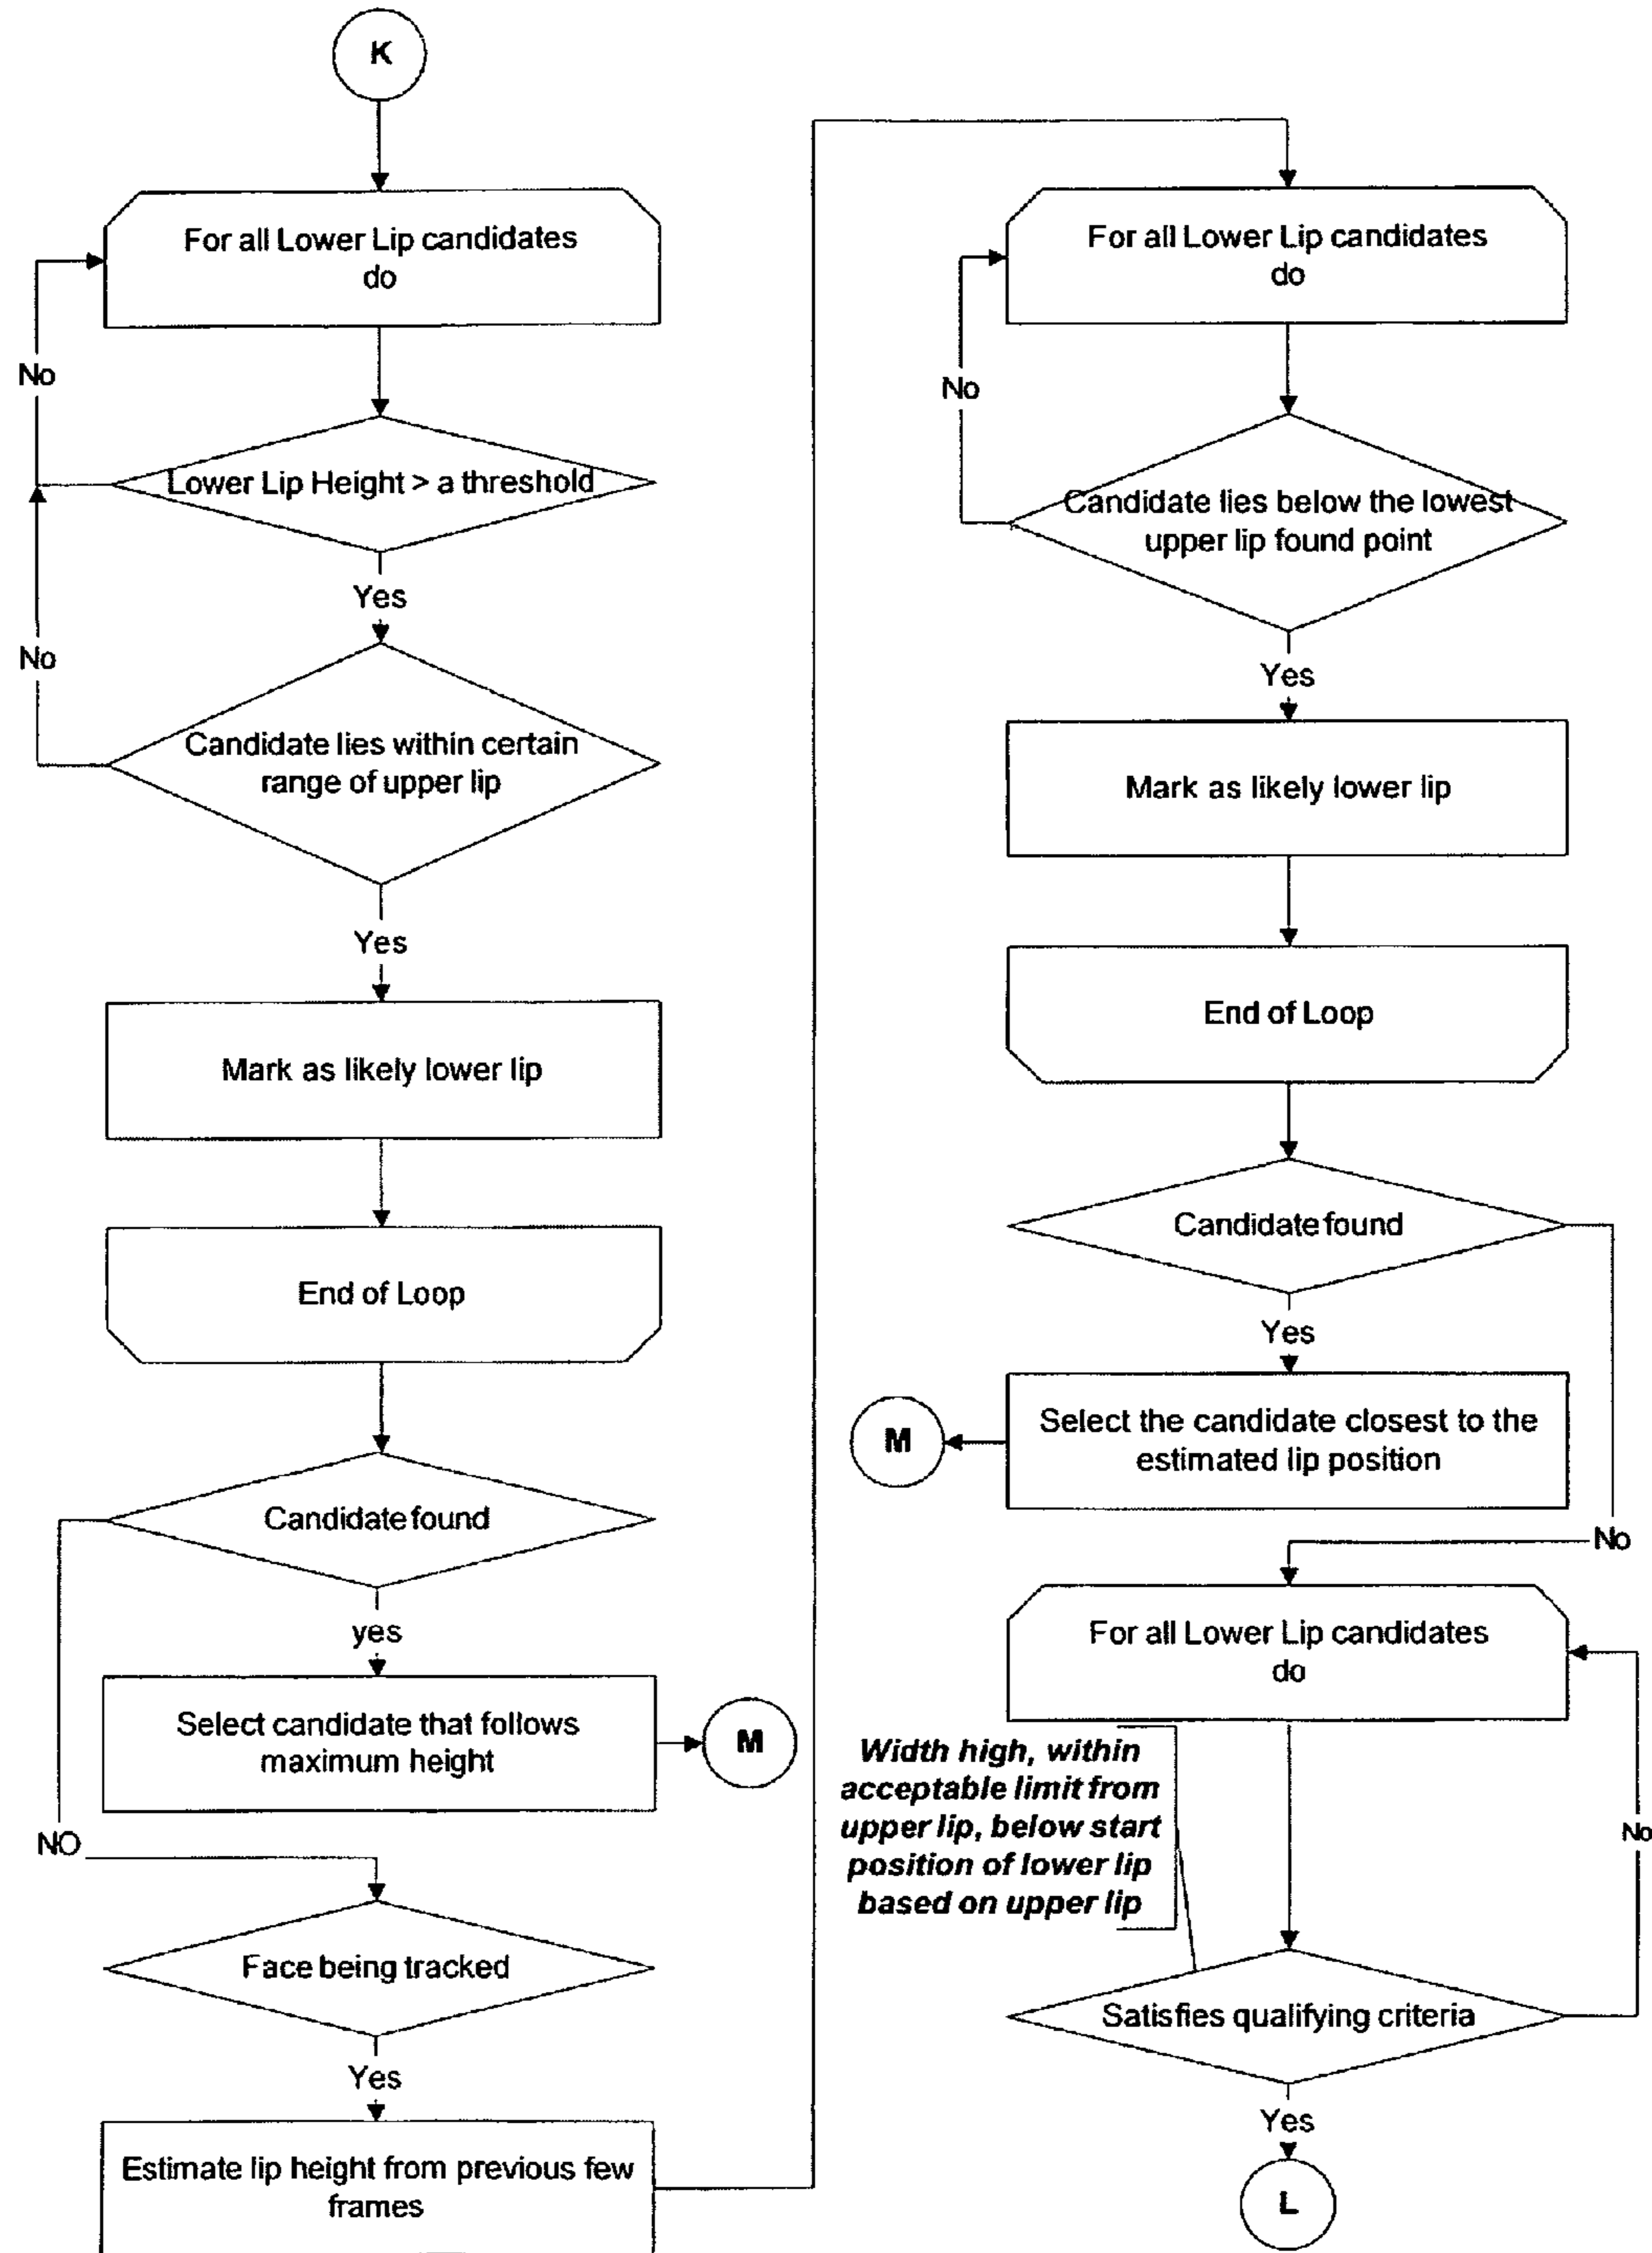 K
For all Lower Lip candidates
do
No
Lower Lip Height > a threshold
Yes
No
Candidate lies within certain
range of upper lip
Yes
Mark as likely lower lip
End of Loop
Candidate found
yes
Select candidate that follows
maximum height
M
NO
Face being tracked
Yes
Estimate lip height from previous few
frames
For all Lower Lip candidates
do
No
Candidate lies below the lowest
upper lip found point
Yes
Mark as likely lower lip
End of Loop
Candidate found
Yes
Select the candidate closest to the
estimated lip position
M
No
For all Lower Lip candidates
do
Width high, within
acceptable limit from
upper lip, below start
position of lower lip
based on upper lip
No
Satisfies qualifying criteria
Yes
L